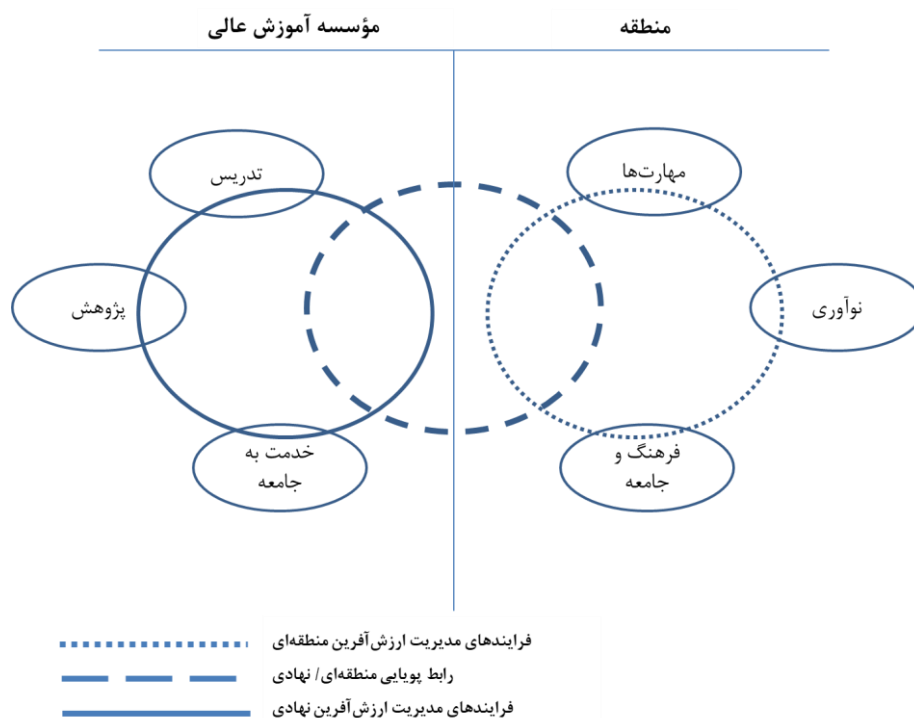 منطقه
مؤسسه آموزش عالی
مهارت‌ها
تدریس
نوآوری
پژوهش
فرهنگ و
جامعه
خدمت به
جامعه
فرایندهای مدیریت ارزش‌آفرین منطقه‌ای
رابط پویایی منطقه‌ای/ نهادی
فرایندهای مدیریت ارزش‌آفرین نهادی